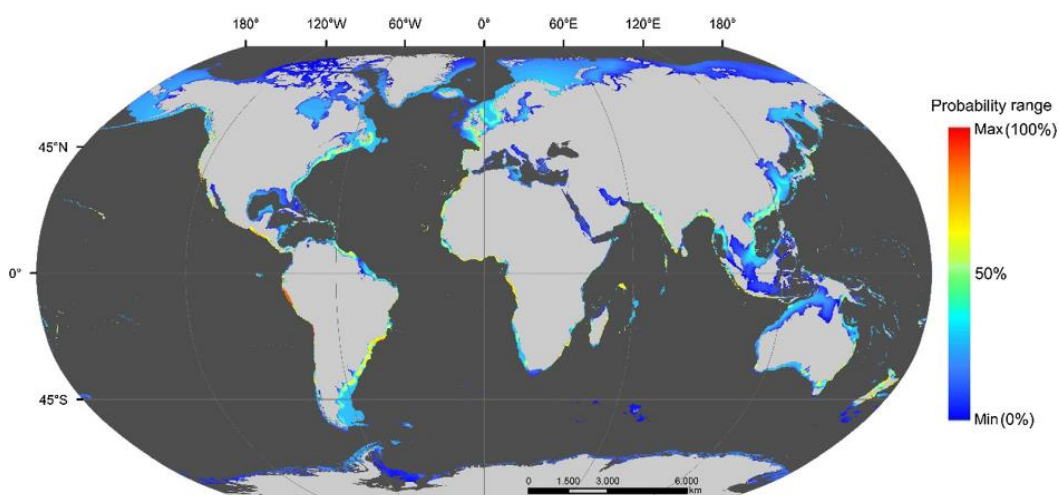 180° 120°W 60°W 0° 60°E 120°E 180°
Probability range
Max (100%)
45°N
50%
0°
Min (0%)
45°S
0 1.500 3.000 6.000
km